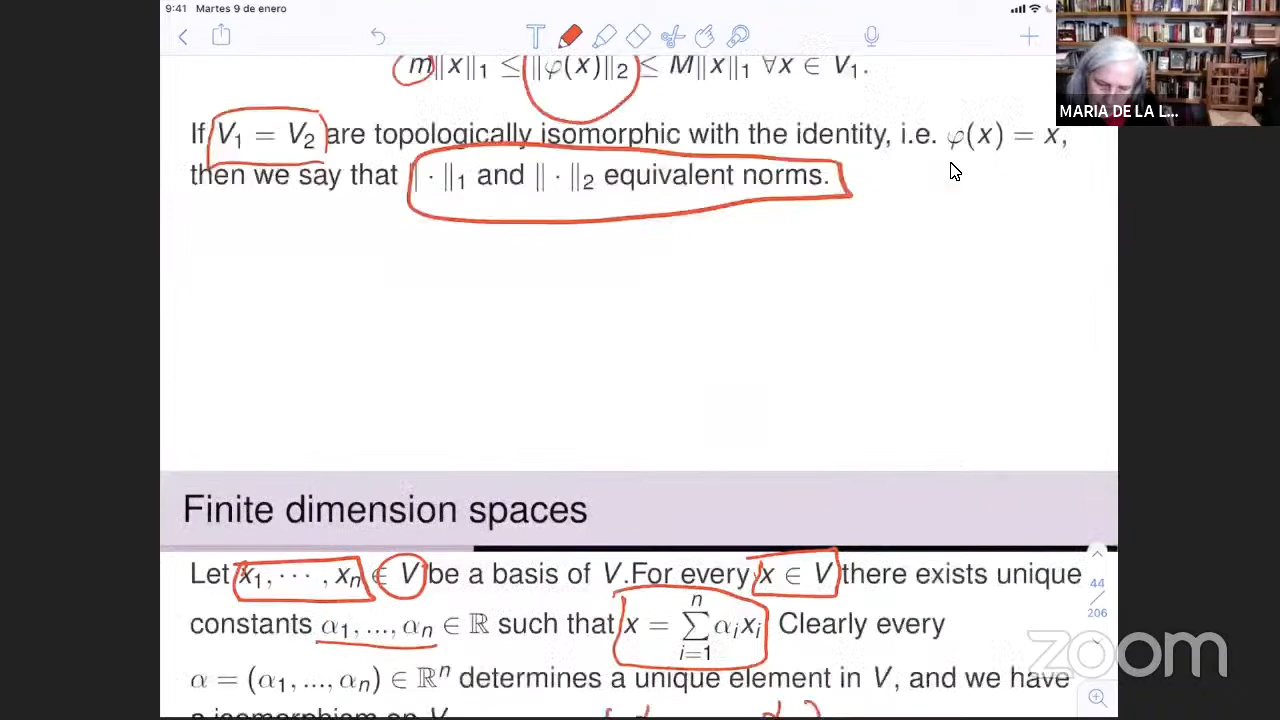 9:41 Martes 9 de enero
m‖x‖₁ ≤ ‖φ(x)‖₂ ≤ M‖x‖₁ ∀x ∈ V₁.
MARIA DE LA L...
If V₁ = V₂ are topologically isomorphic with the identity, i.e. φ(x) = x,
then we say that ‖ · ‖₁ and ‖ · ‖₂ equivalent norms.
Finite dimension spaces
Let x₁, ⋯ , xₙ ∈ V be a basis of V.For every x ∈ V there exists unique
constants α₁, ..., αₙ ∈ ℝ such that x = ∑ᵢ₌₁ⁿ αᵢxᵢ Clearly every
α = (α₁, ..., αₙ) ∈ ℝⁿ determines a unique element in V, and we have
a isomorphism on V
44
206
zoom